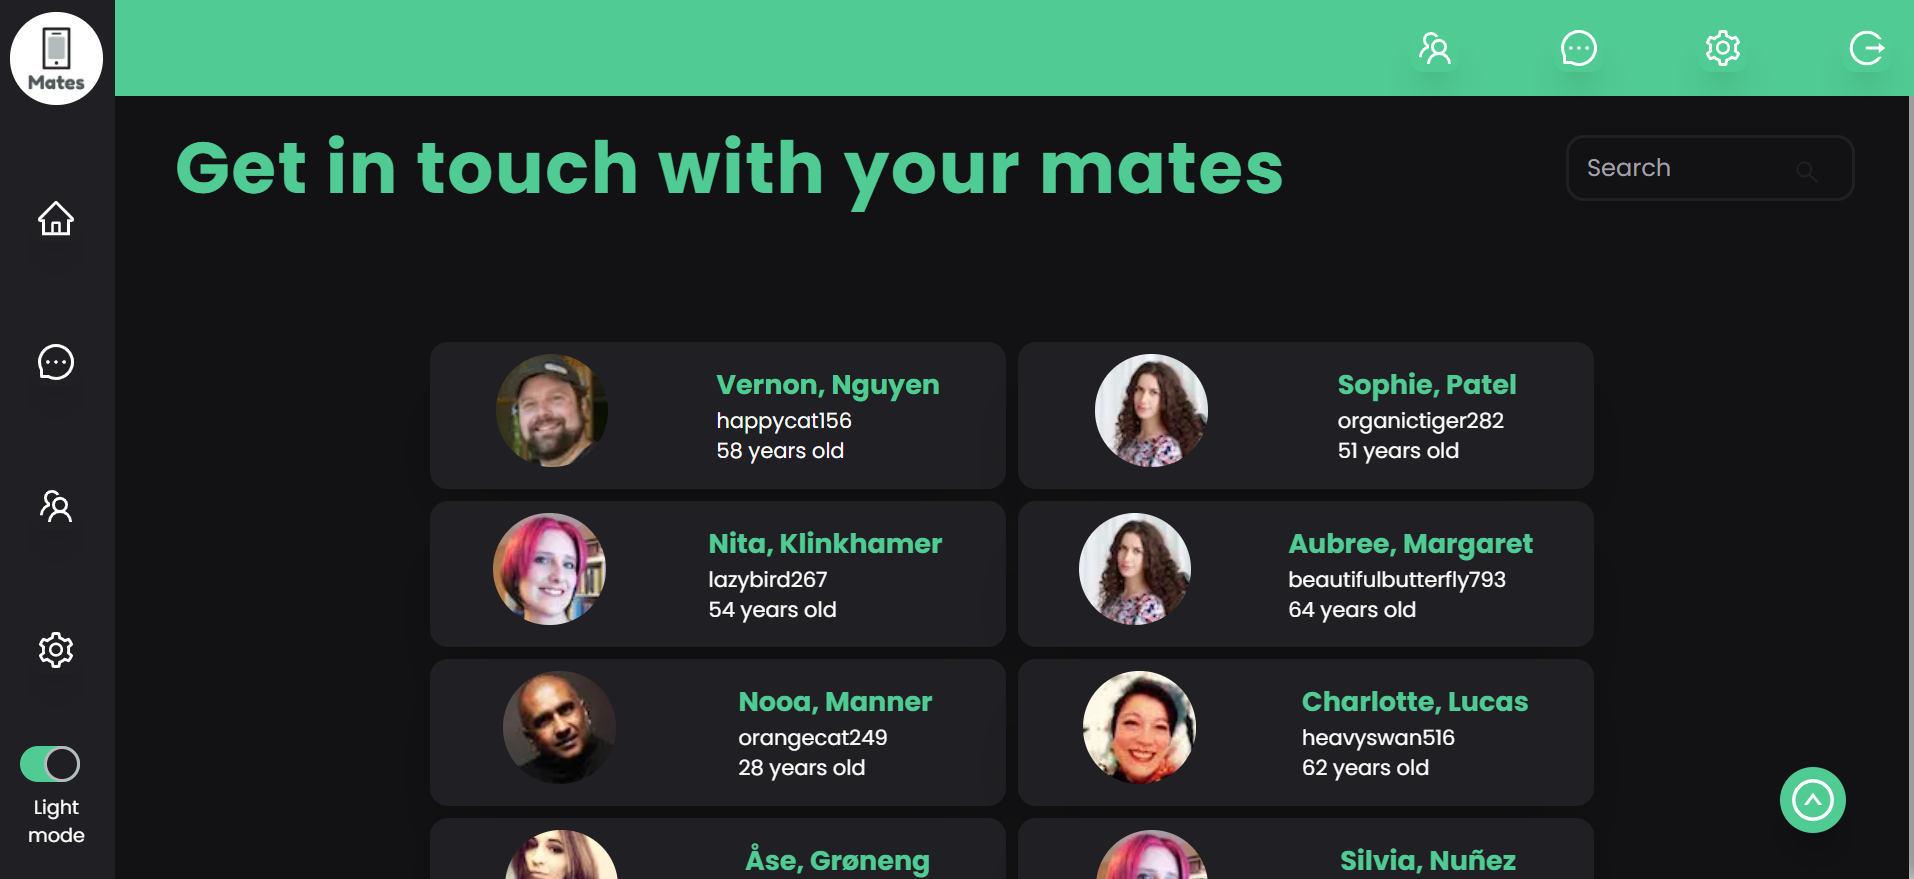 Mates
Get in touch with your mates
Search
Vernon, Nguyen
happycat156
58 years old
Sophie, Patel
organictiger282
51 years old
Nita, Klinkhamer
lazybird267
54 years old
Aubree, Margaret
beautifulbutterfly793
64 years old
Nooa, Manner
orangecat249
28 years old
Charlotte, Lucas
heavyswan516
62 years old
Åse, Grøneng
Silvia, Nuñez
Light
mode